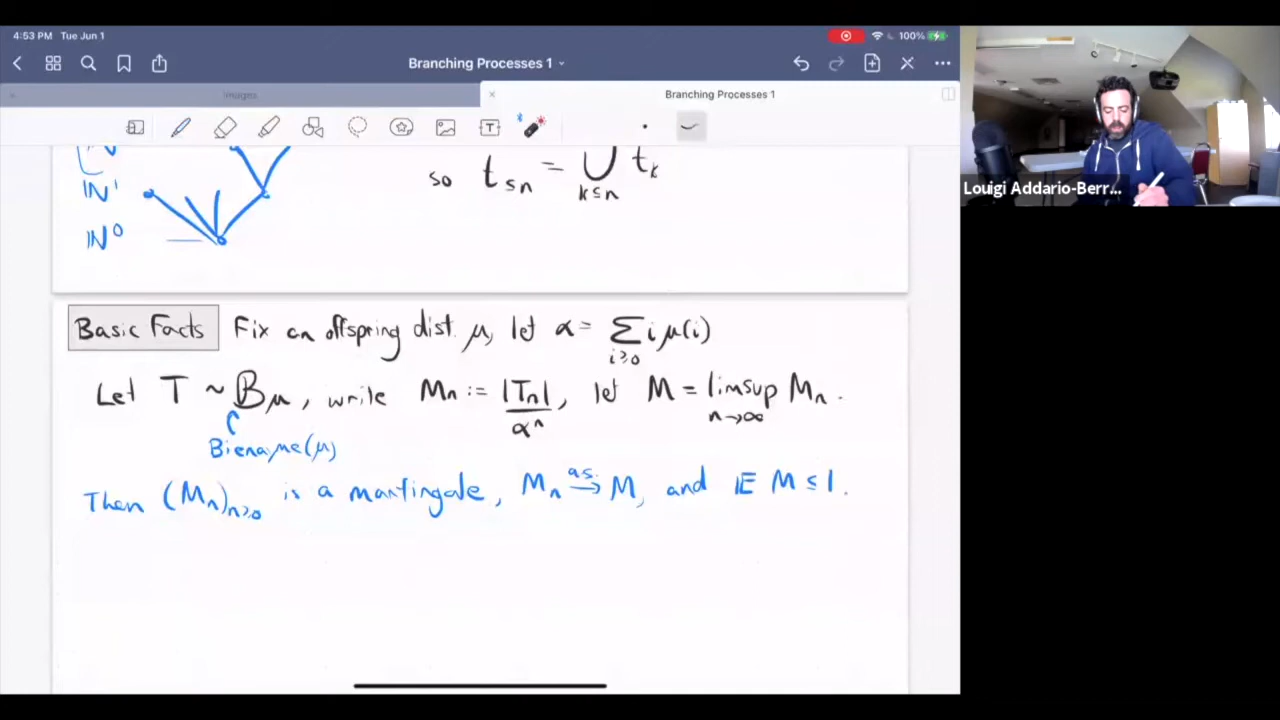 4:53 PM Tue Jun 1
100%
Branching Processes 1
Images
Branching Processes 1
T
so t≤n = ∪ tk
k≤n
ℕ¹
ℕ⁰
Louigi Addario-Berr...
Basic Facts Fix an offspring dist. μ, let α = Σ iμ(i)
i≥0
Let T ~ Bμ, write Mn := |Tn|/αⁿ, let M = limsup Mn.
n→∞
Bienayme(μ)
Then (Mn)n≥0 is a martingale, Mn a.s.→ M, and 𝔼 M ≤ 1.